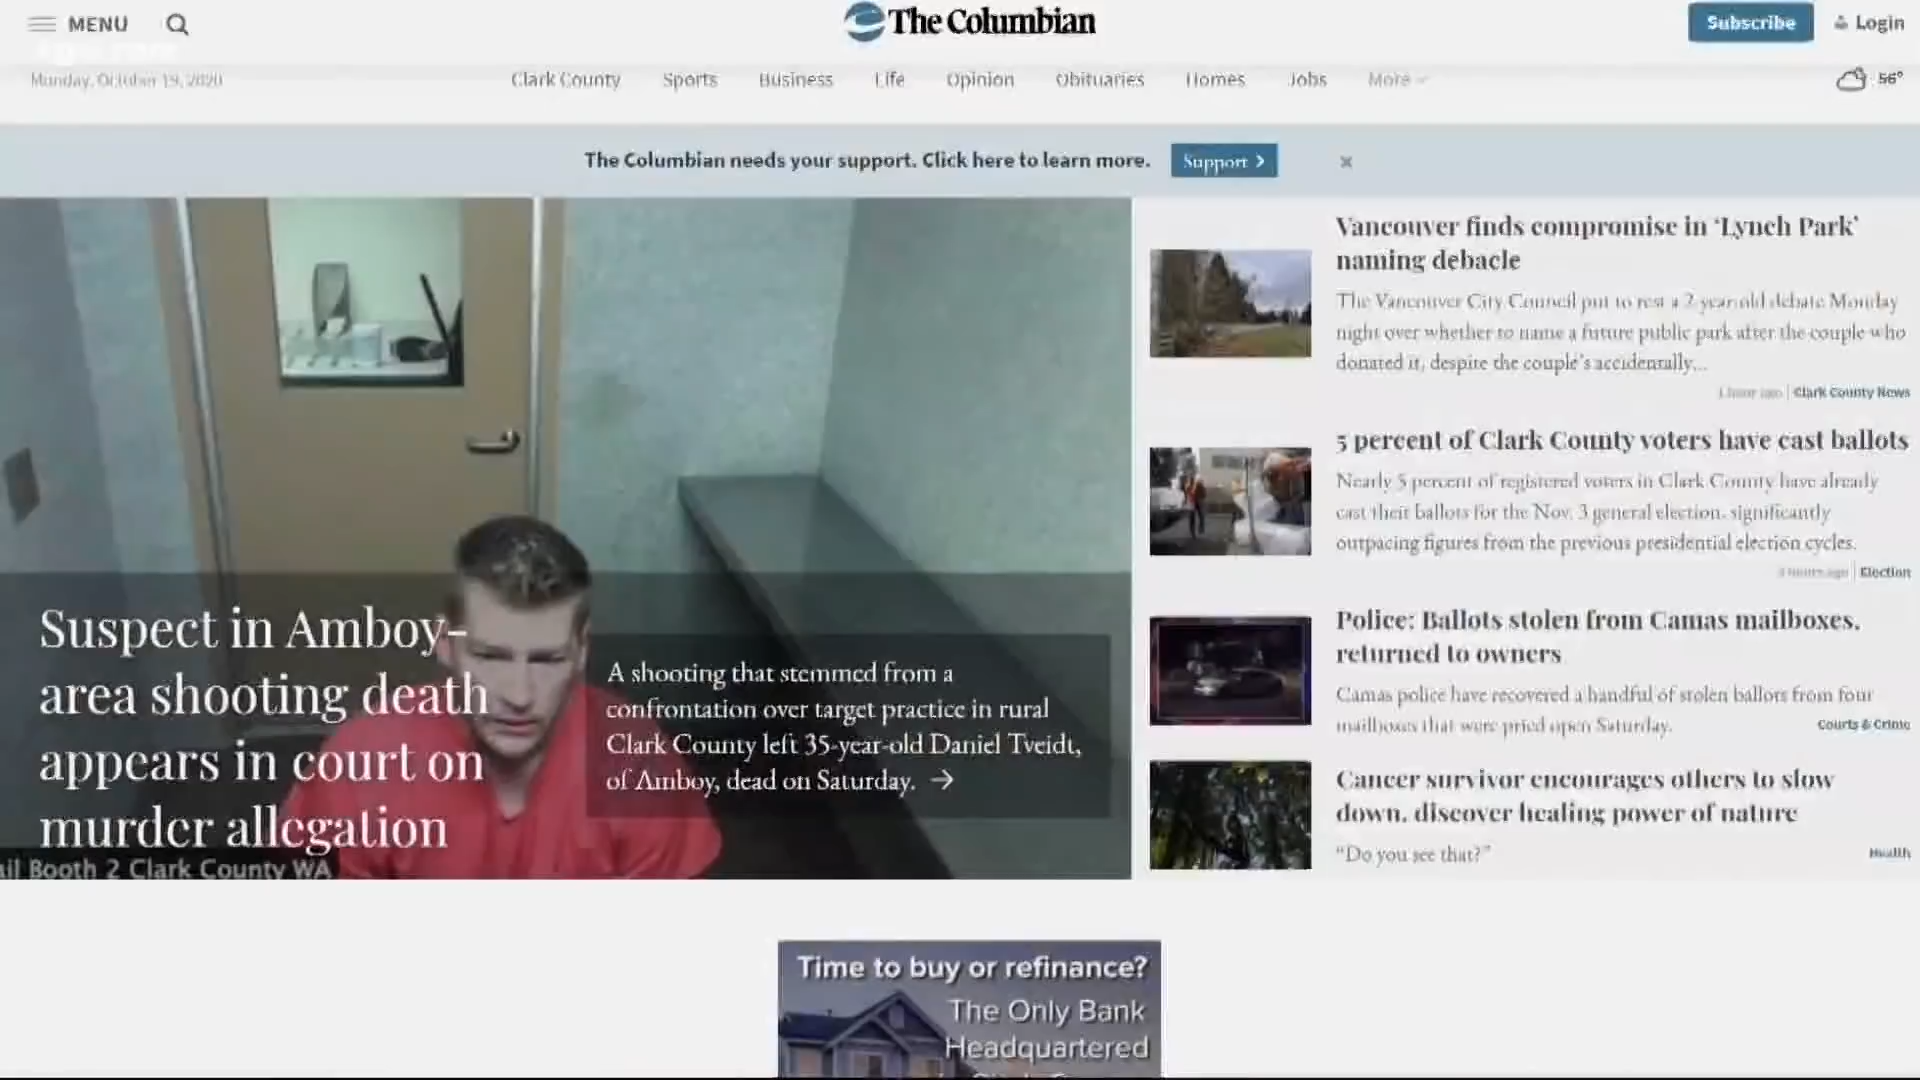 MENU
The Columbian
Subscribe
Login
Monday, October 19, 2020
Clark County
Sports
Business
Life
Opinion
Obituaries
Homes
Jobs
More
56°
The Columbian needs your support. Click here to learn more.
Support >
×
Suspect in Amboy-
area shooting death
appears in court on
murder allegation
A shooting that stemmed from a
confrontation over target practice in rural
Clark County left 35-year-old Daniel Tveidt,
of Amboy, dead on Saturday. →
ail Booth 2 Clark County WA
Vancouver finds compromise in ‘Lynch Park’
naming debacle
The Vancouver City Council put to rest a 2-year-old debate Monday
night over whether to name a future public park after the couple who
donated it, despite the couple's accidentally...
1 hour ago | Clark County News
5 percent of Clark County voters have cast ballots
Nearly 5 percent of registered voters in Clark County have already
cast their ballots for the Nov. 3 general election, significantly
outpacing figures from the previous presidential election cycles.
hours ago | Election
Police: Ballots stolen from Camas mailboxes,
returned to owners
Camas police have recovered a handful of stolen ballots from four
mailboxes that were pried open Saturday.
Courts & Crime
Cancer survivor encourages others to slow
down, discover healing power of nature
“Do you see that?”
Health
Time to buy or refinance?
The Only Bank
Headquartered